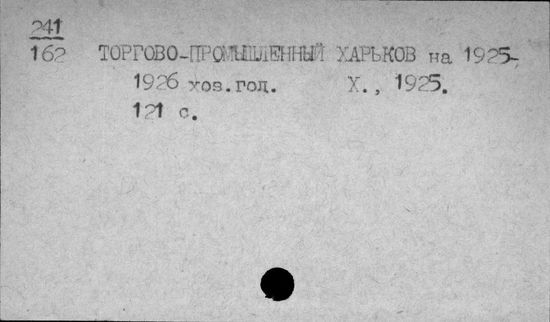 241
162 ТОРГОВО-ПРОМЫШЛЕННЫЙ ХАРЬКОВ на 1925-
1926 хоз.год. Х., 1925.
121 с.